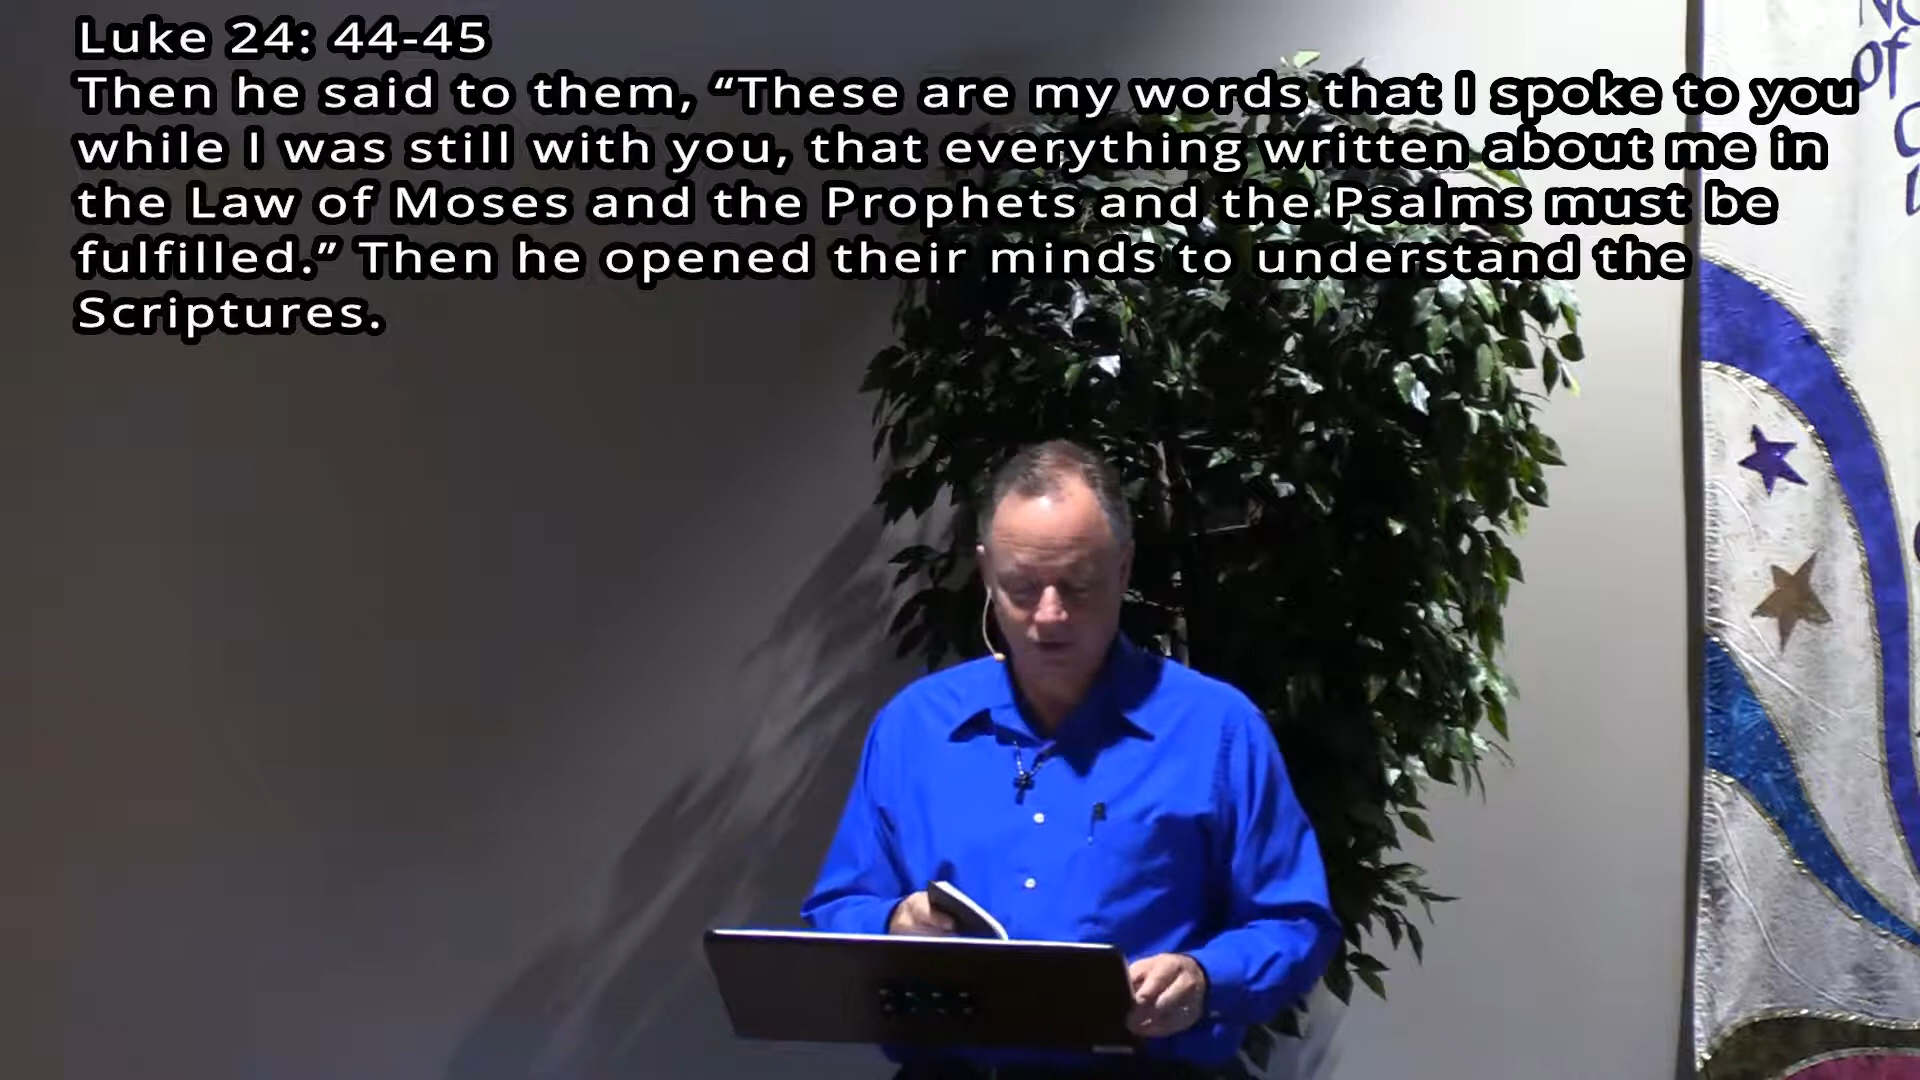 Luke 24: 44-45
Then he said to them, “These are my words that I spoke to you
while I was still with you, that everything written about me in
the Law of Moses and the Prophets and the Psalms must be
fulfilled.” Then he opened their minds to understand the
Scriptures.
of